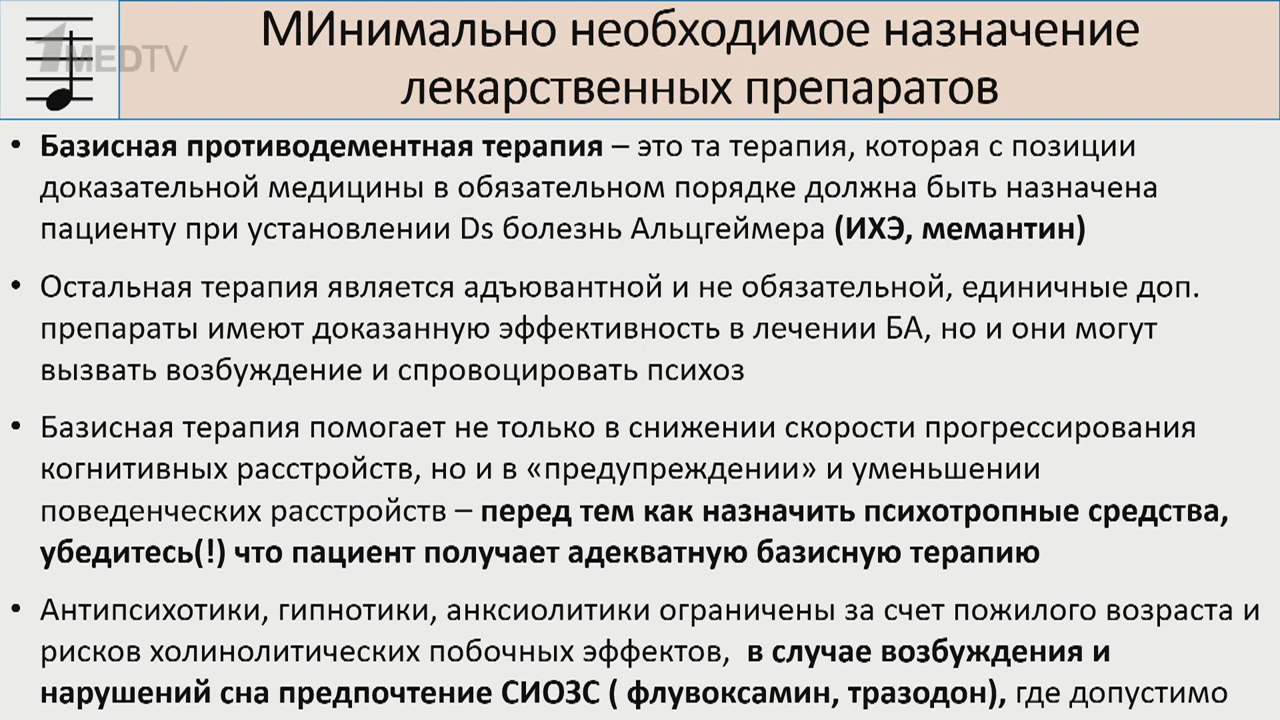 1MEDTV
МИнимально необходимое назначение
лекарственных препаратов
• Базисная противодементная терапия – это та терапия, которая с позиции
доказательной медицины в обязательном порядке должна быть назначена
пациенту при установлении Ds болезнь Альцгеймера (ИХЭ, мемантин)
• Остальная терапия является адъювантной и не обязательной, единичные доп.
препараты имеют доказанную эффективность в лечении БА, но и они могут
вызвать возбуждение и спровоцировать психоз
• Базисная терапия помогает не только в снижении скорости прогрессирования
когнитивных расстройств, но и в «предупреждении» и уменьшении
поведенческих расстройств – перед тем как назначить психотропные средства,
убедитесь(!) что пациент получает адекватную базисную терапию
• Антипсихотики, гипнотики, анксиолитики ограничены за счет пожилого возраста и
рисков холинолитических побочных эффектов, в случае возбуждения и
нарушений сна предпочтение СИОЗС ( флувоксамин, тразодон), где допустимо